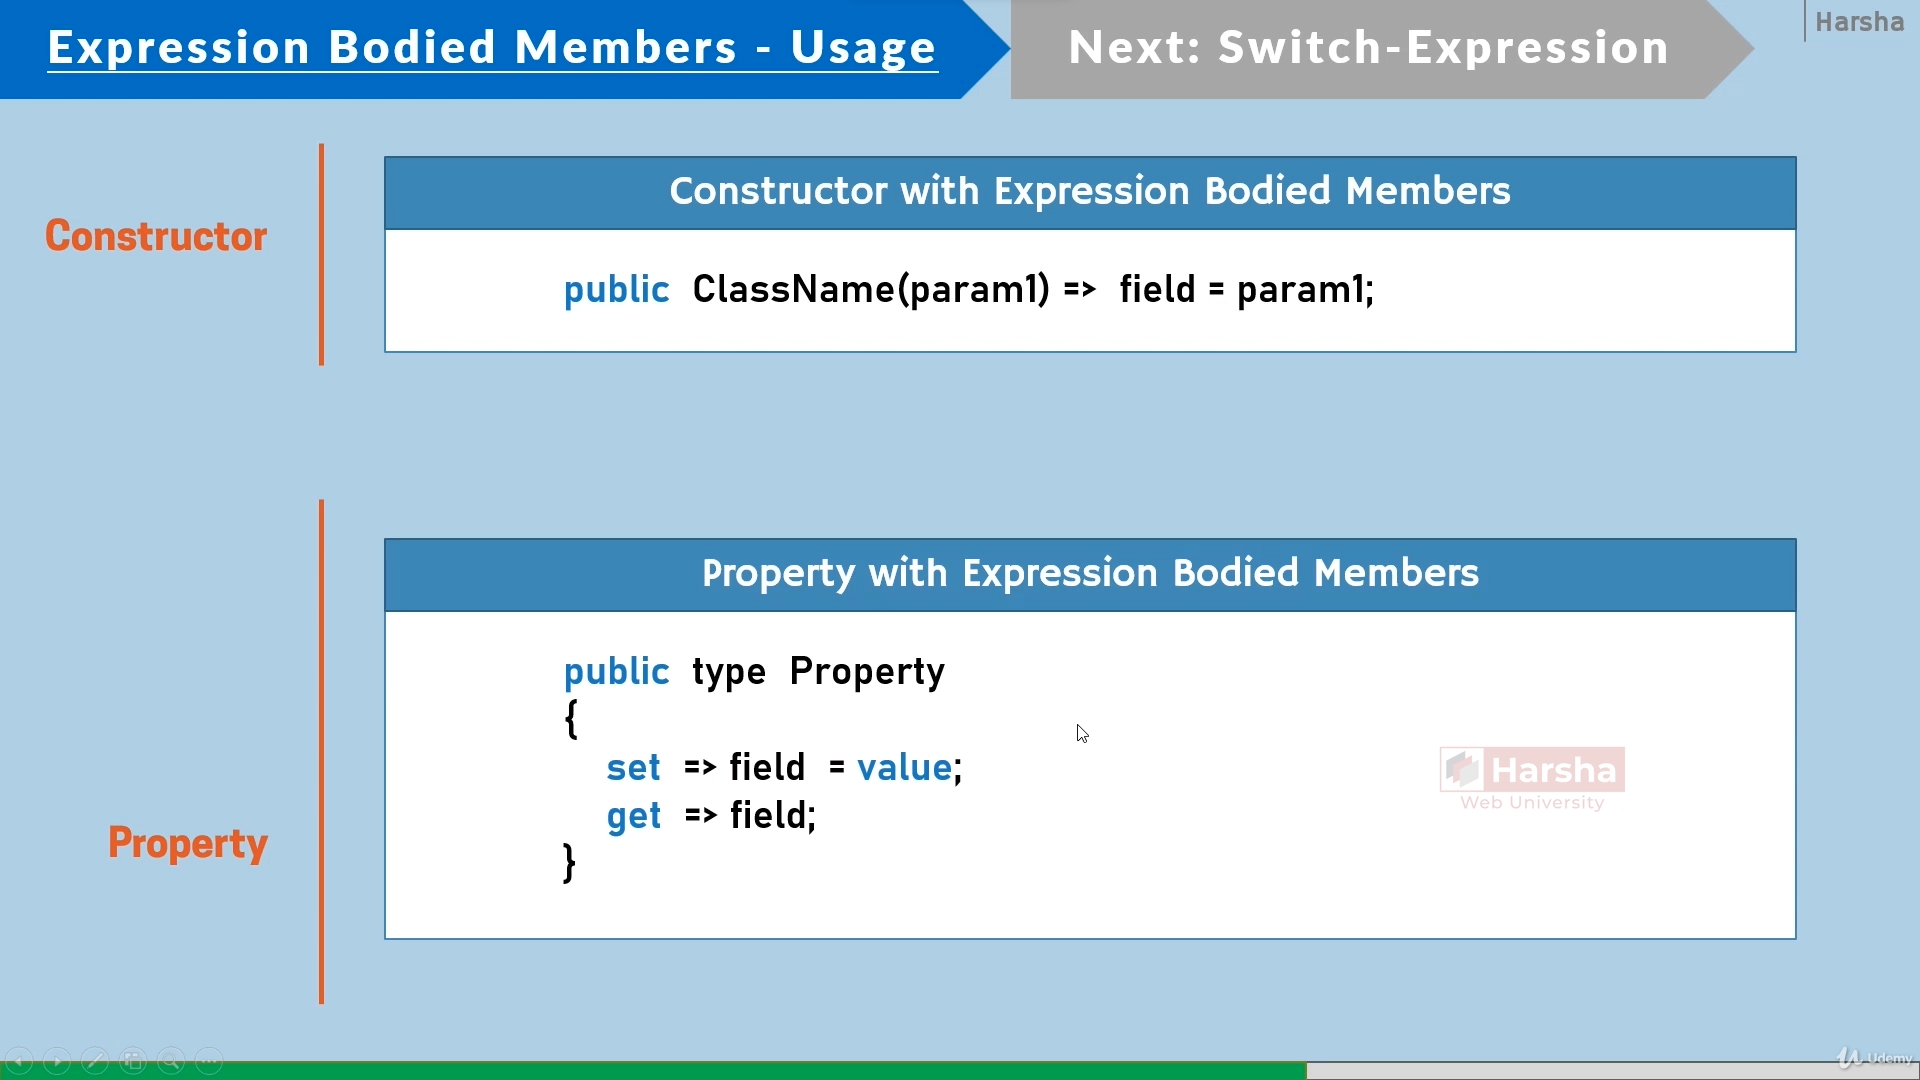 Expression Bodied Members - Usage
Next: Switch-Expression
Harsha
Constructor
Constructor with Expression Bodied Members
public ClassName(param1) => field = param1;
Property
Property with Expression Bodied Members
public type Property
{
set => field = value;
get => field;
}
Harsha
Web University
Udemy